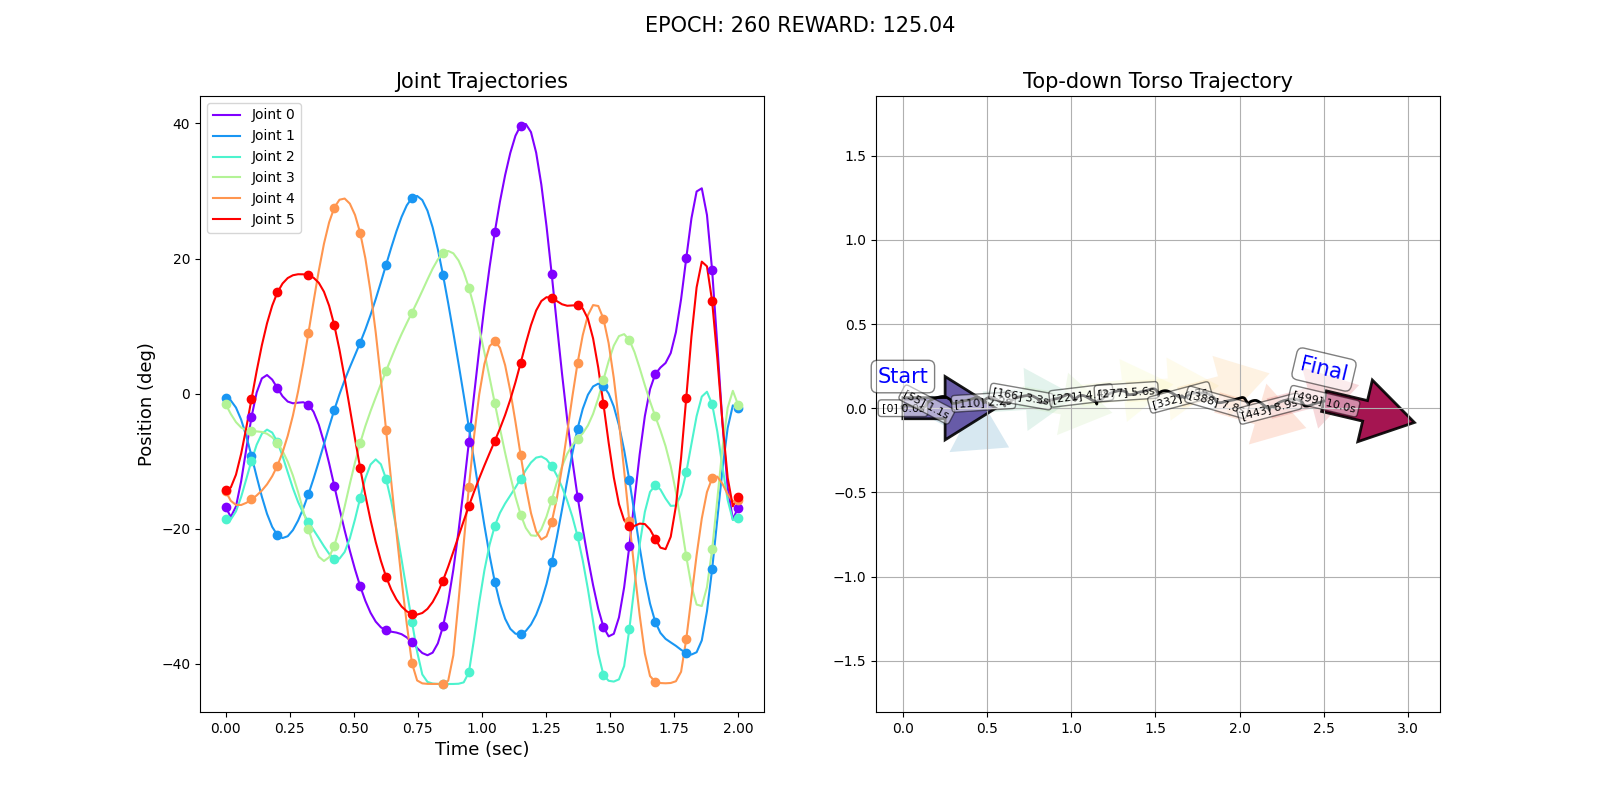 EPOCH: 260 REWARD: 125.04
Joint Trajectories
Joint 0
Joint 1
Joint 2
Joint 3
Joint 4
Joint 5
40
20
0
−20
−40
Position (deg)
0.00 0.25 0.50 0.75 1.00 1.25 1.50 1.75 2.00
Time (sec)
Top-down Torso Trajectory
1.5
1.0
0.5
0.0
−0.5
−1.0
−1.5
Start
Final
[0]
[55] 1.1s
[110]
[166] 3.3s
[221]
[277] 5.6s
[332]
[388]
[443] 8.9s
[499] 10.0s
0.0 0.5 1.0 1.5 2.0 2.5 3.0